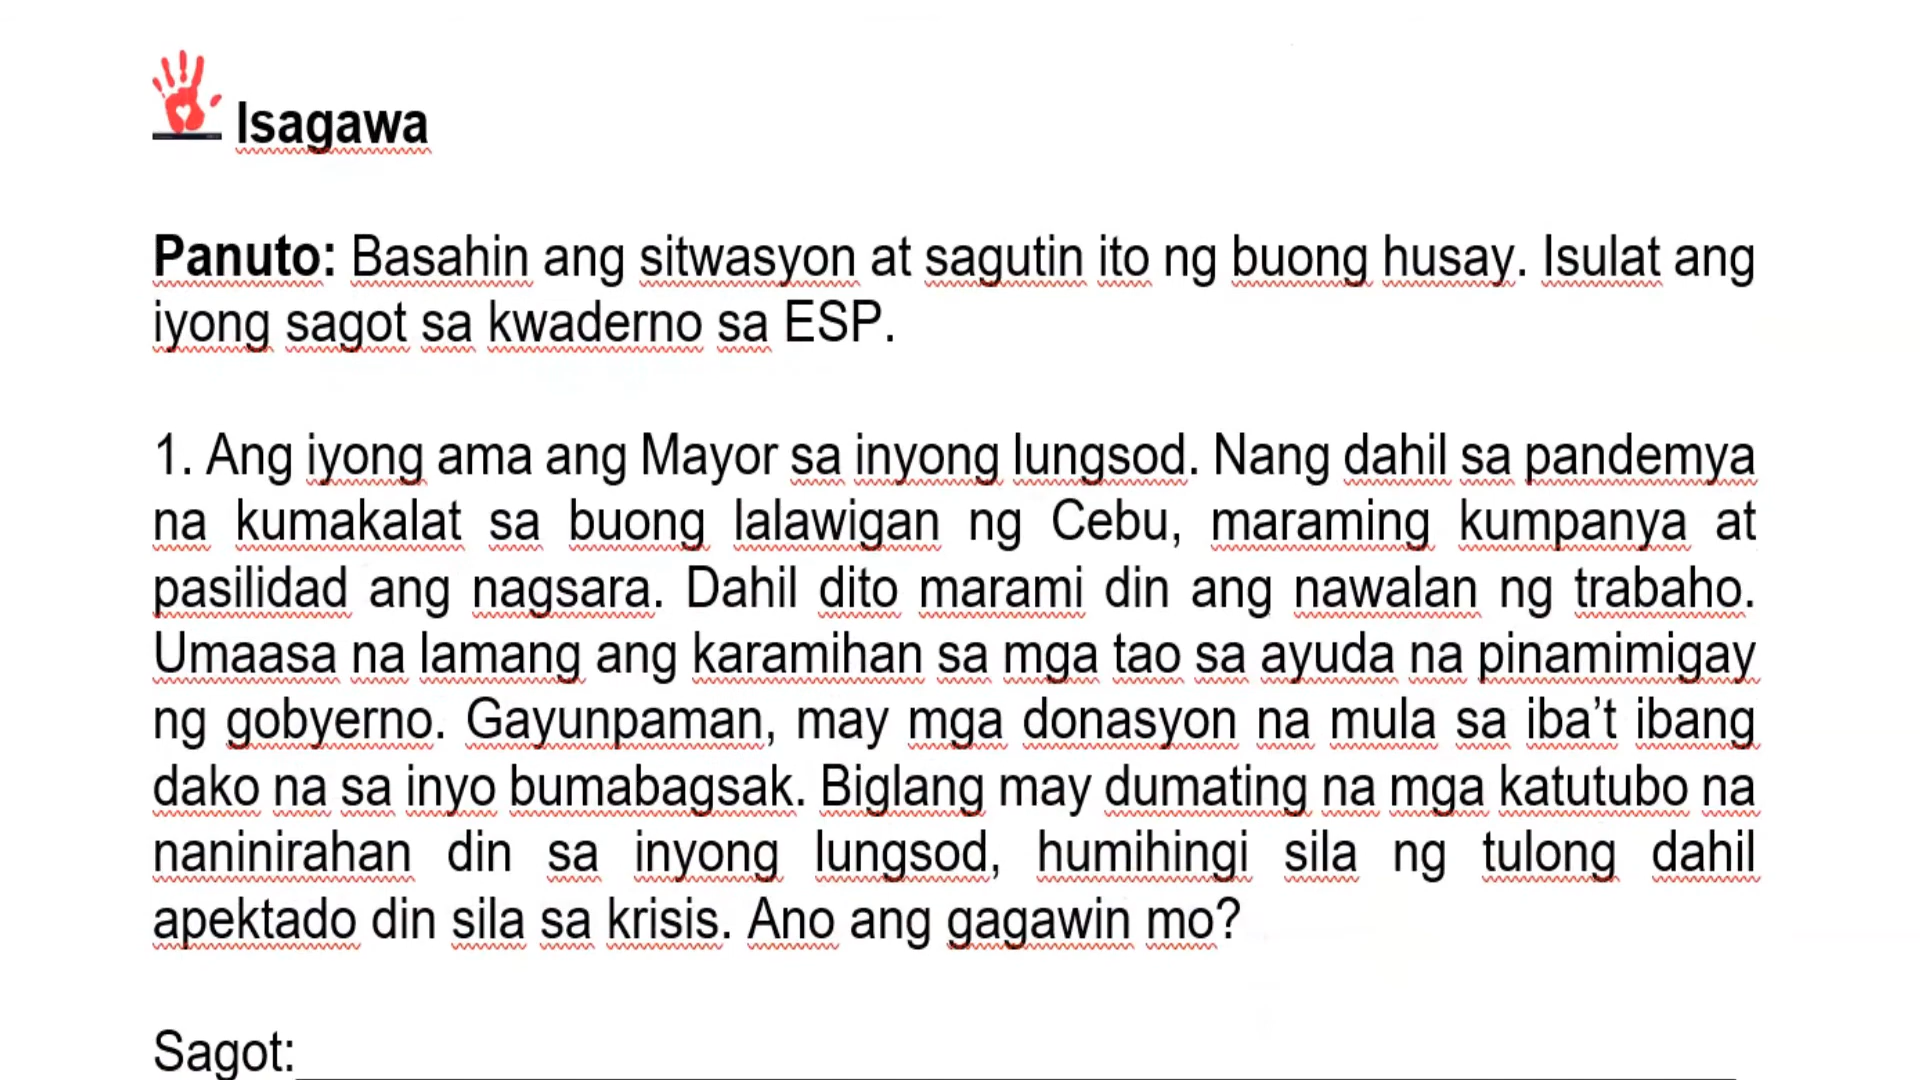 Isagawa
Panuto: Basahin ang sitwasyon at sagutin ito ng buong husay. Isulat ang
iyong sagot sa kwaderno sa ESP.
1. Ang iyong ama ang Mayor sa inyong lungsod. Nang dahil sa pandemya
na kumakalat sa buong lalawigan ng Cebu, maraming kumpanya at
pasilidad ang nagsara. Dahil dito marami din ang nawalan ng trabaho.
Umaasa na lamang ang karamihan sa mga tao sa ayuda na pinamimigay
ng gobyerno. Gayunpaman, may mga donasyon na mula sa iba’t ibang
dako na sa inyo bumabagsak. Biglang may dumating na mga katutubo na
naninirahan din sa inyong lungsod, humihingi sila ng tulong dahil
apektado din sila sa krisis. Ano ang gagawin mo?
Sagot: